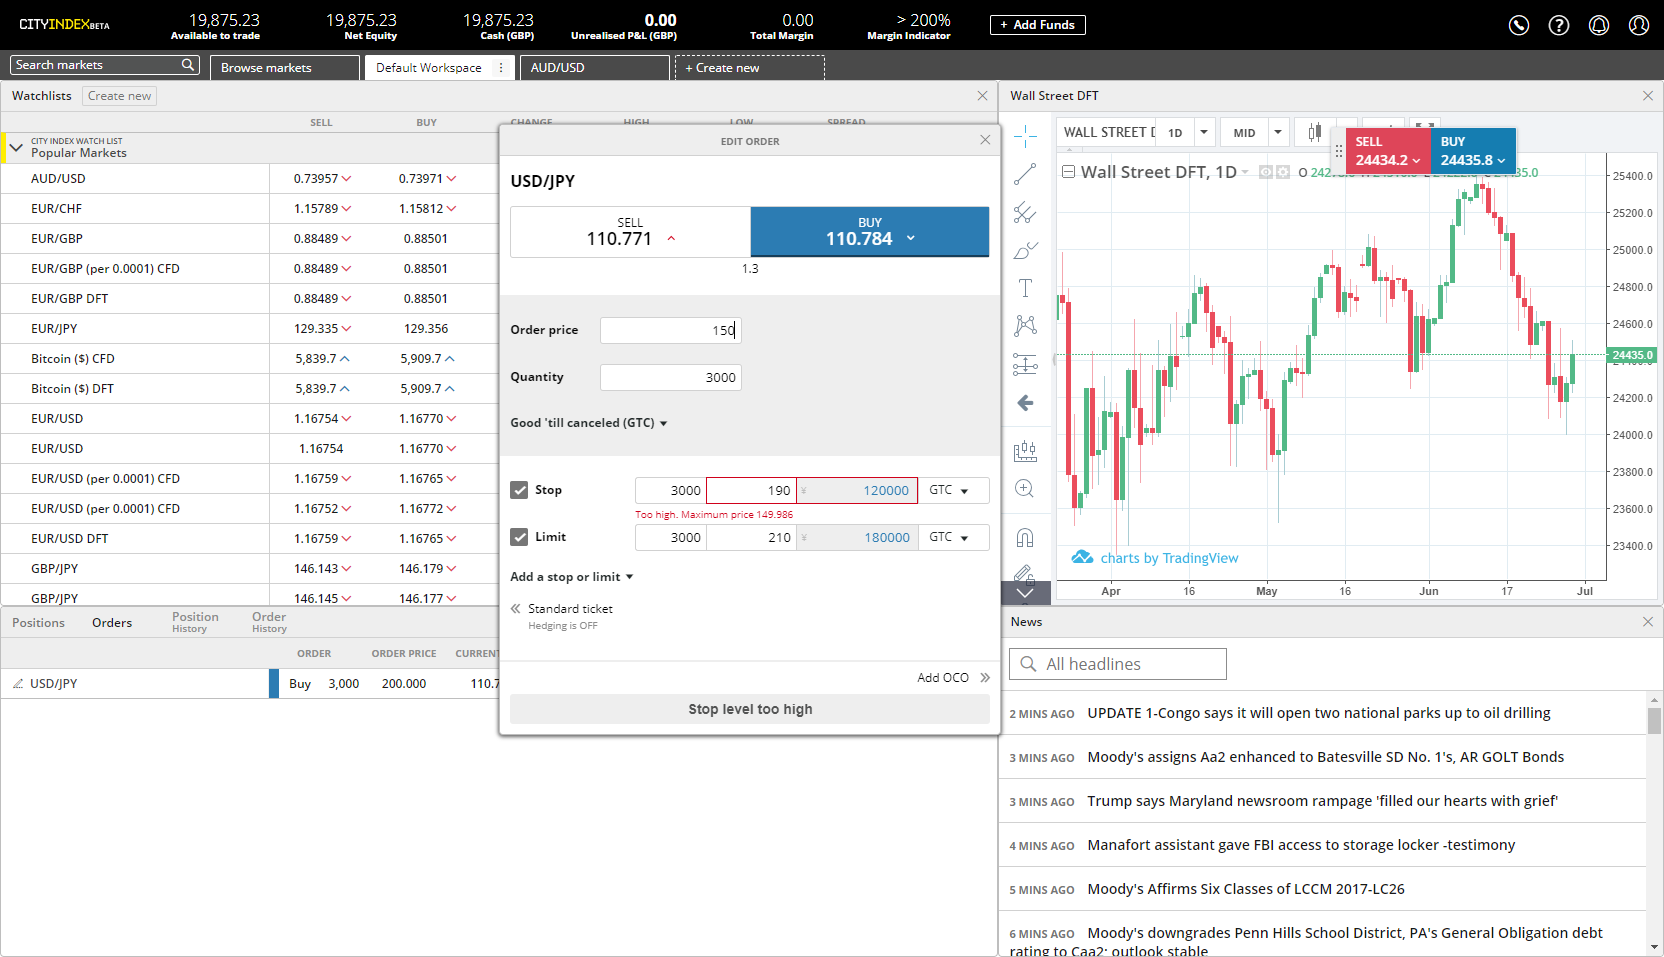 CITYINDEX BETA
19,875.23
Available to trade
19,875.23
Net Equity
19,875.23
Cash (GBP)
0.00
Unrealised P&L (GBP)
0.00
Total Margin
> 200%
Margin Indicator
+ Add Funds
Search markets
Browse markets
Default Workspace
AUD/USD
+ Create new
Watchlists
Create new
SELL BUY CHANGE HIGH LOW SPREAD
CITY INDEX WATCH LIST
Popular Markets
AUD/USD 0.73957 0.73971
EUR/CHF 1.15789 1.15812
EUR/GBP 0.88489 0.88501
EUR/GBP (per 0.0001) CFD 0.88489 0.88501
EUR/GBP DFT 0.88489 0.88501
EUR/JPY 129.335 129.356
Bitcoin ($) CFD 5,839.7 5,909.7
Bitcoin ($) DFT 5,839.7 5,909.7
EUR/USD 1.16754 1.16770
EUR/USD 1.16754 1.16770
EUR/USD (per 0.0001) CFD 1.16759 1.16765
EUR/USD (per 0.0001) CFD 1.16752 1.16772
EUR/USD DFT 1.16759 1.16765
GBP/JPY 146.143 146.179
GBP/JPY 146.145 146.177
Positions
Orders
Position
History
Order
History
ORDER ORDER PRICE CURRENT
USD/JPY Buy 3,000 200.000 110.7
EDIT ORDER
USD/JPY
SELL
110.771
BUY
110.784
1.3
Order price 150
Quantity 3000
Good 'till canceled (GTC)
Stop 3000 190 ¥ 120000 GTC
Too high. Maximum price 149.986
Limit 3000 210 ¥ 180000 GTC
Add a stop or limit
Standard ticket
Hedging is OFF
Add OCO
Stop level too high
Wall Street DFT
WALL STREET
1D
MID
SELL
24434.2
BUY
24435.8
Wall Street DFT, 1D
O
25400.0
25200.0
25000.0
24800.0
24600.0
24435.0
24200.0
24000.0
23800.0
23600.0
23400.0
charts by TradingView
Apr 16 May 16 Jun 17 Jul
News
All headlines
2 MINS AGO UPDATE 1-Congo says it will open two national parks up to oil drilling
3 MINS AGO Moody's assigns Aa2 enhanced to Batesville SD No. 1's, AR GOLT Bonds
3 MINS AGO Trump says Maryland newsroom rampage 'filled our hearts with grief'
4 MINS AGO Manafort assistant gave FBI access to storage locker -testimony
5 MINS AGO Moody's Affirms Six Classes of LCCM 2017-LC26
6 MINS AGO Moody's downgrades Penn Hills School District, PA's General Obligation debt
rating to Caa2; outlook stable